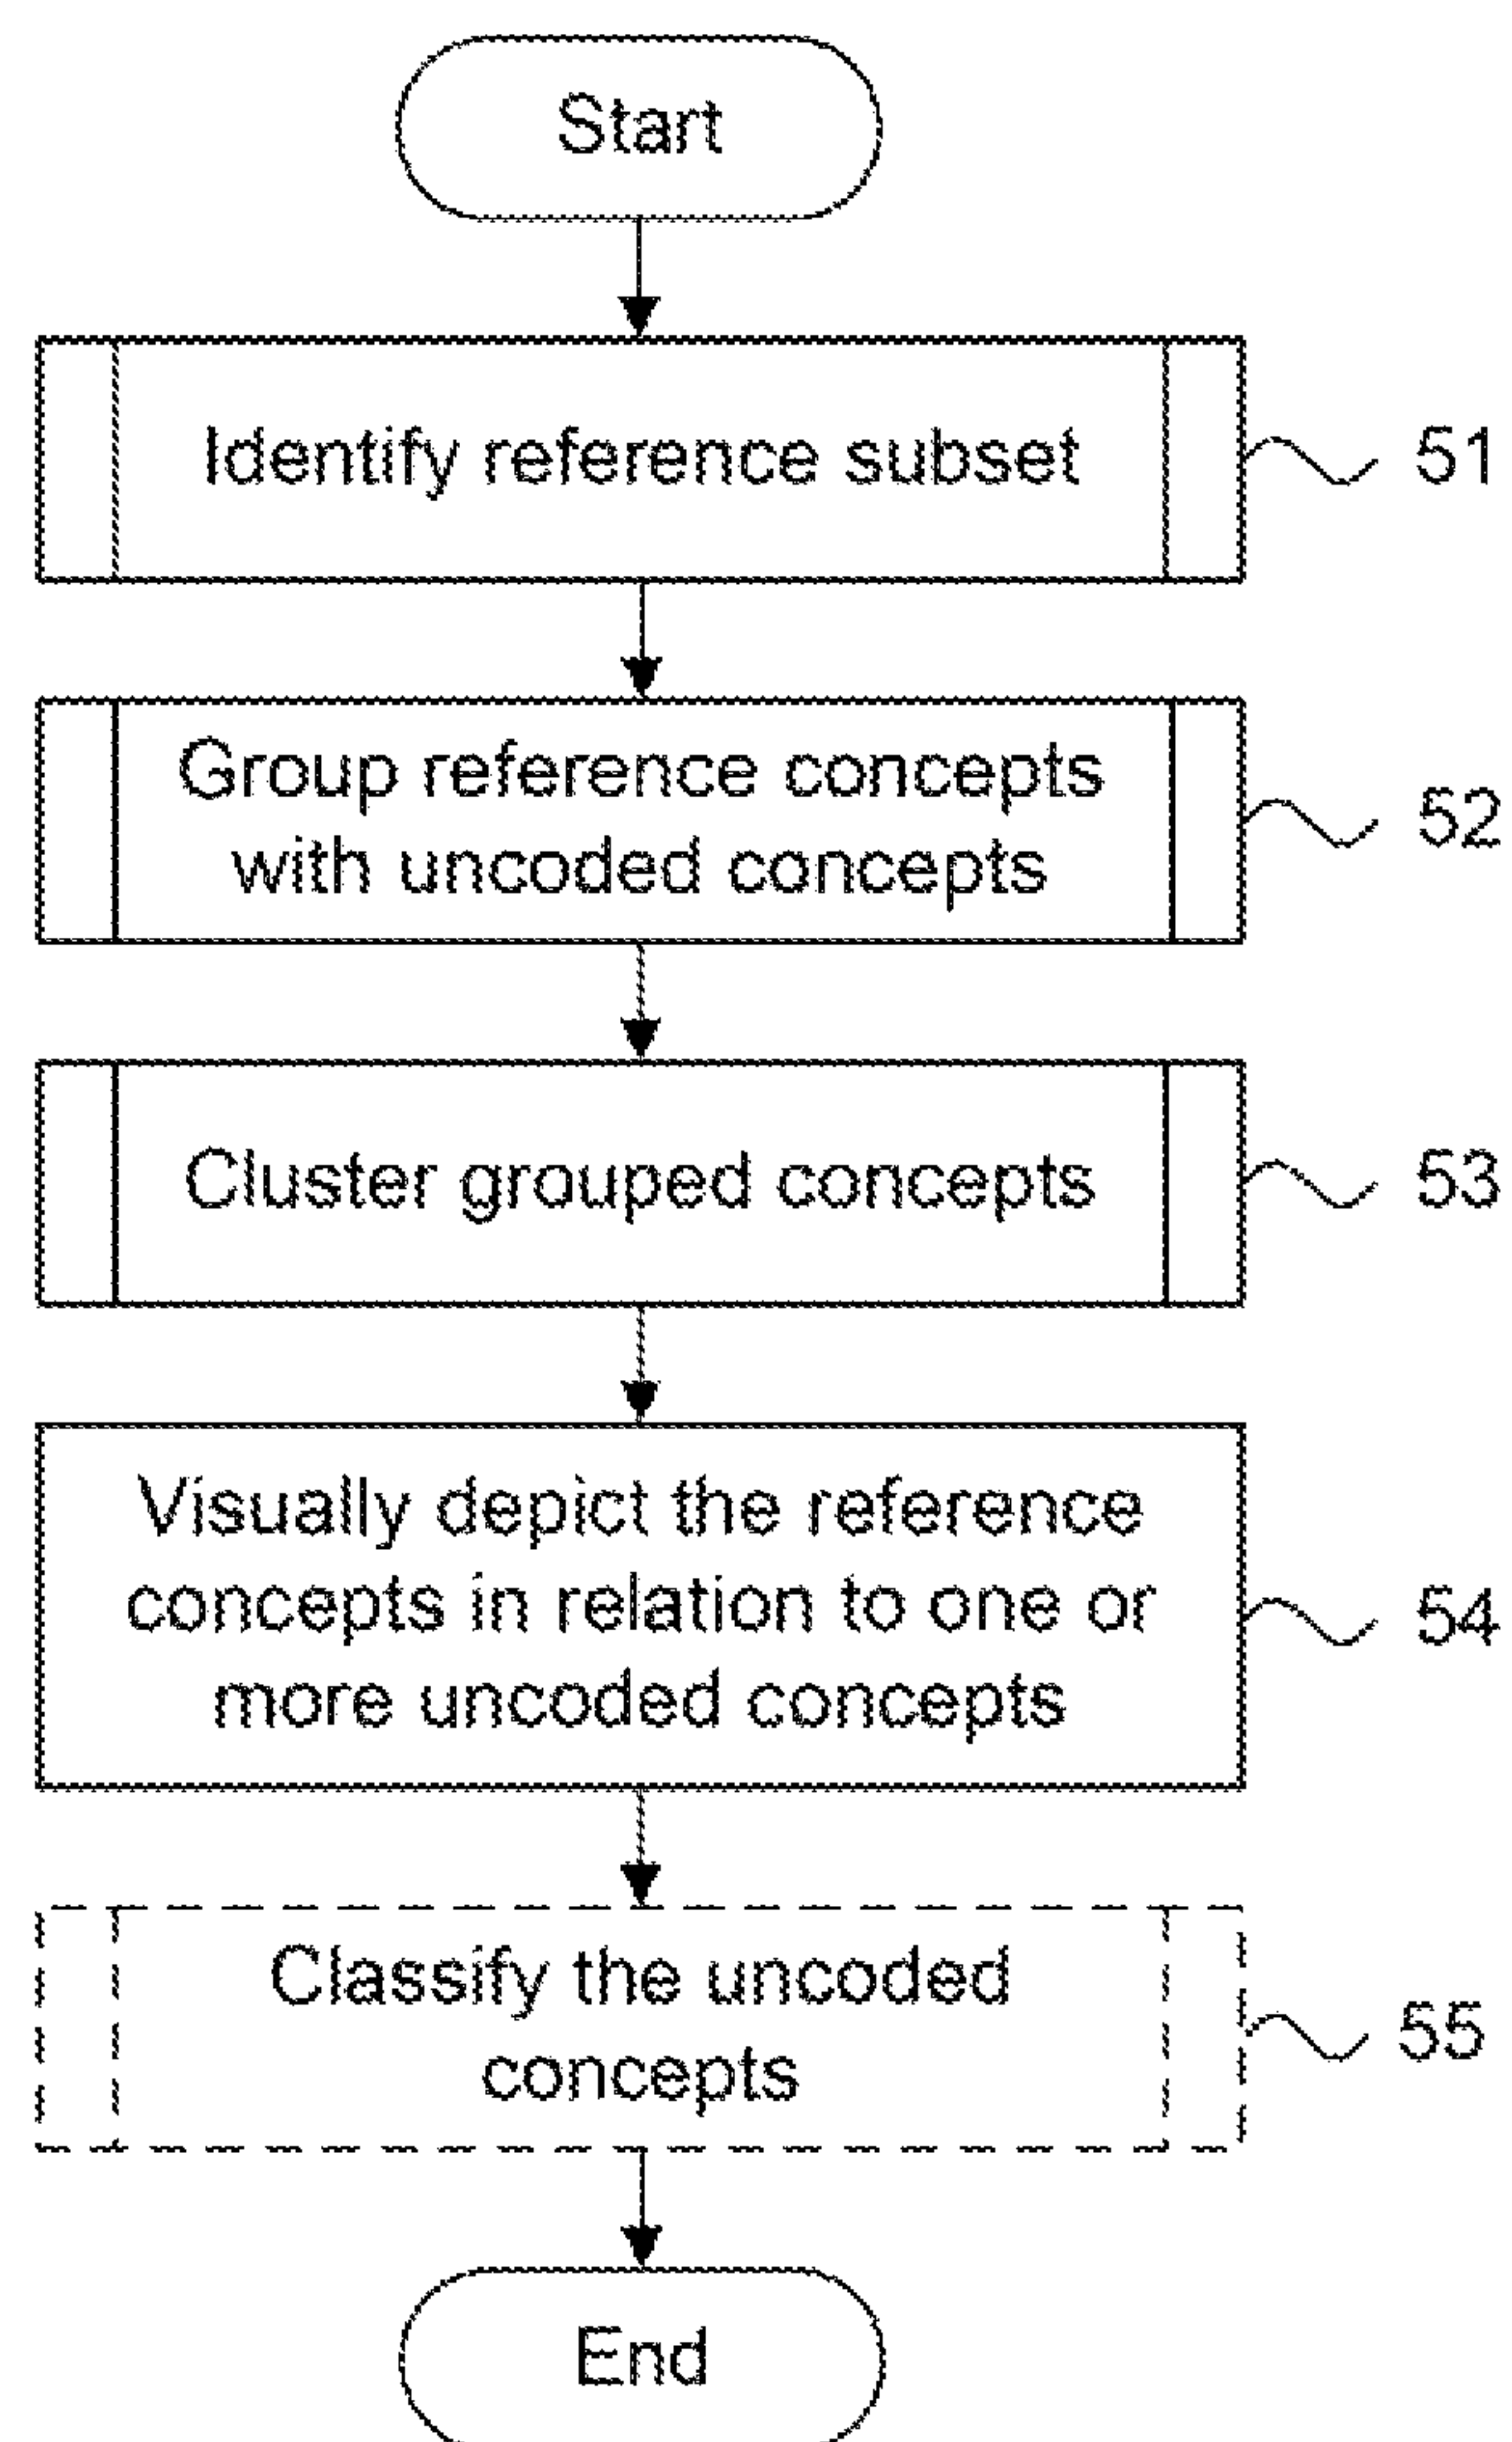 Start
Identify reference subset
51
Group reference concepts
with uncoded concepts
52
Cluster grouped concepts
53
Visually depict the reference
concepts in relation to one or
more uncoded concepts
54
Classify the uncoded
concepts
55
End